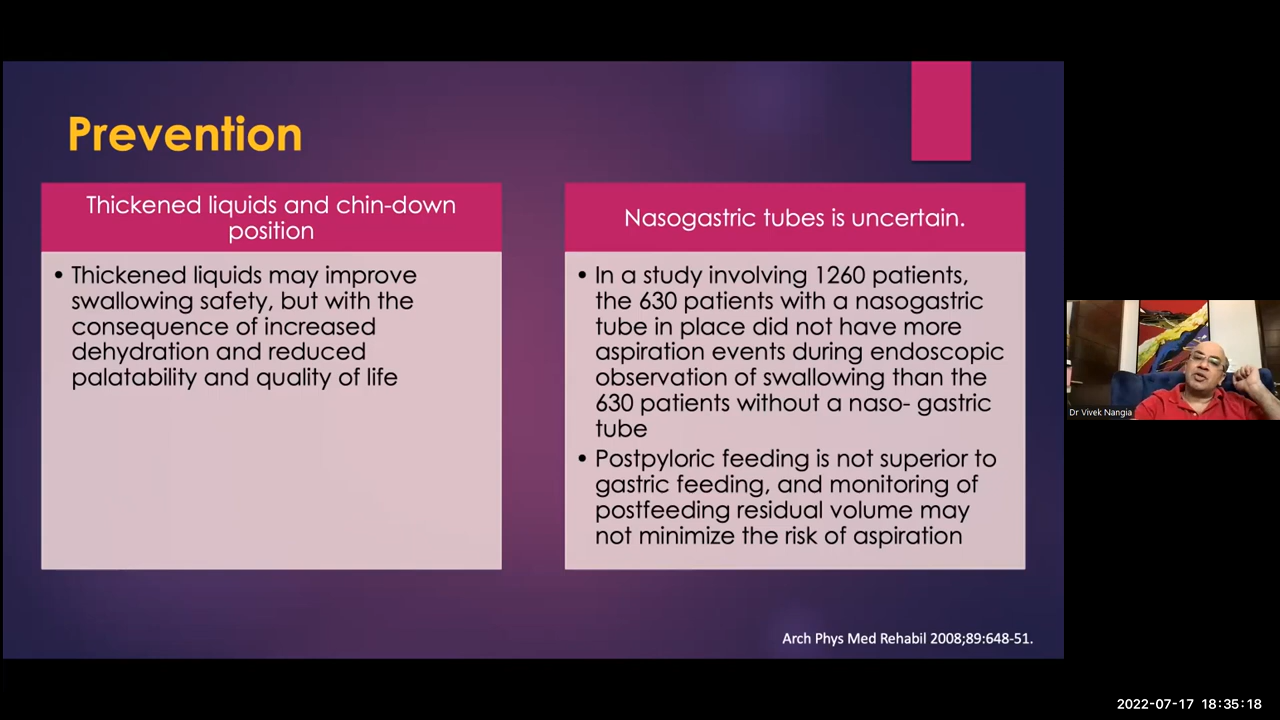 Prevention
Thickened liquids and chin-down
position
• Thickened liquids may improve
swallowing safety, but with the
consequence of increased
dehydration and reduced
palatability and quality of life
Nasogastric tubes is uncertain.
• In a study involving 1260 patients,
the 630 patients with a nasogastric
tube in place did not have more
aspiration events during endoscopic
observation of swallowing than the
630 patients without a naso- gastric
tube
• Postpyloric feeding is not superior to
gastric feeding, and monitoring of
postfeeding residual volume may
not minimize the risk of aspiration
Arch Phys Med Rehabil 2008;89:648-51.
Dr Vivek Nangia
2022-07-17 18:35:18